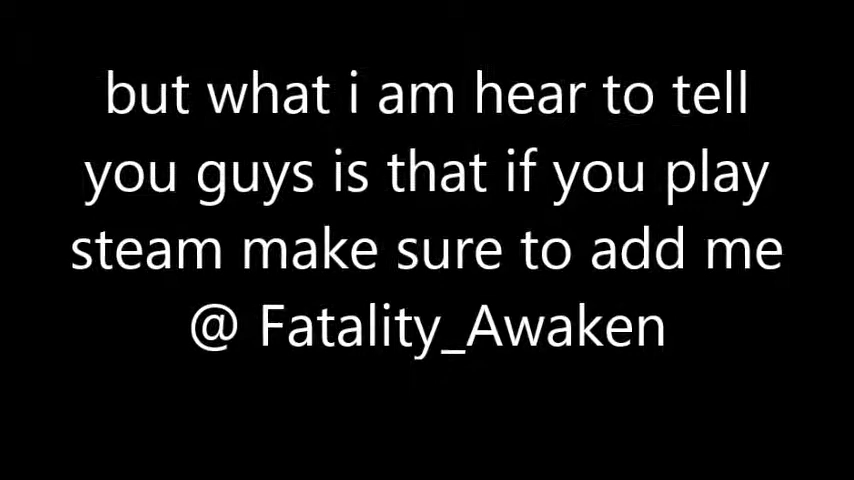 but what i am hear to tell
you guys is that if you play
steam make sure to add me
@ Fatality_Awaken